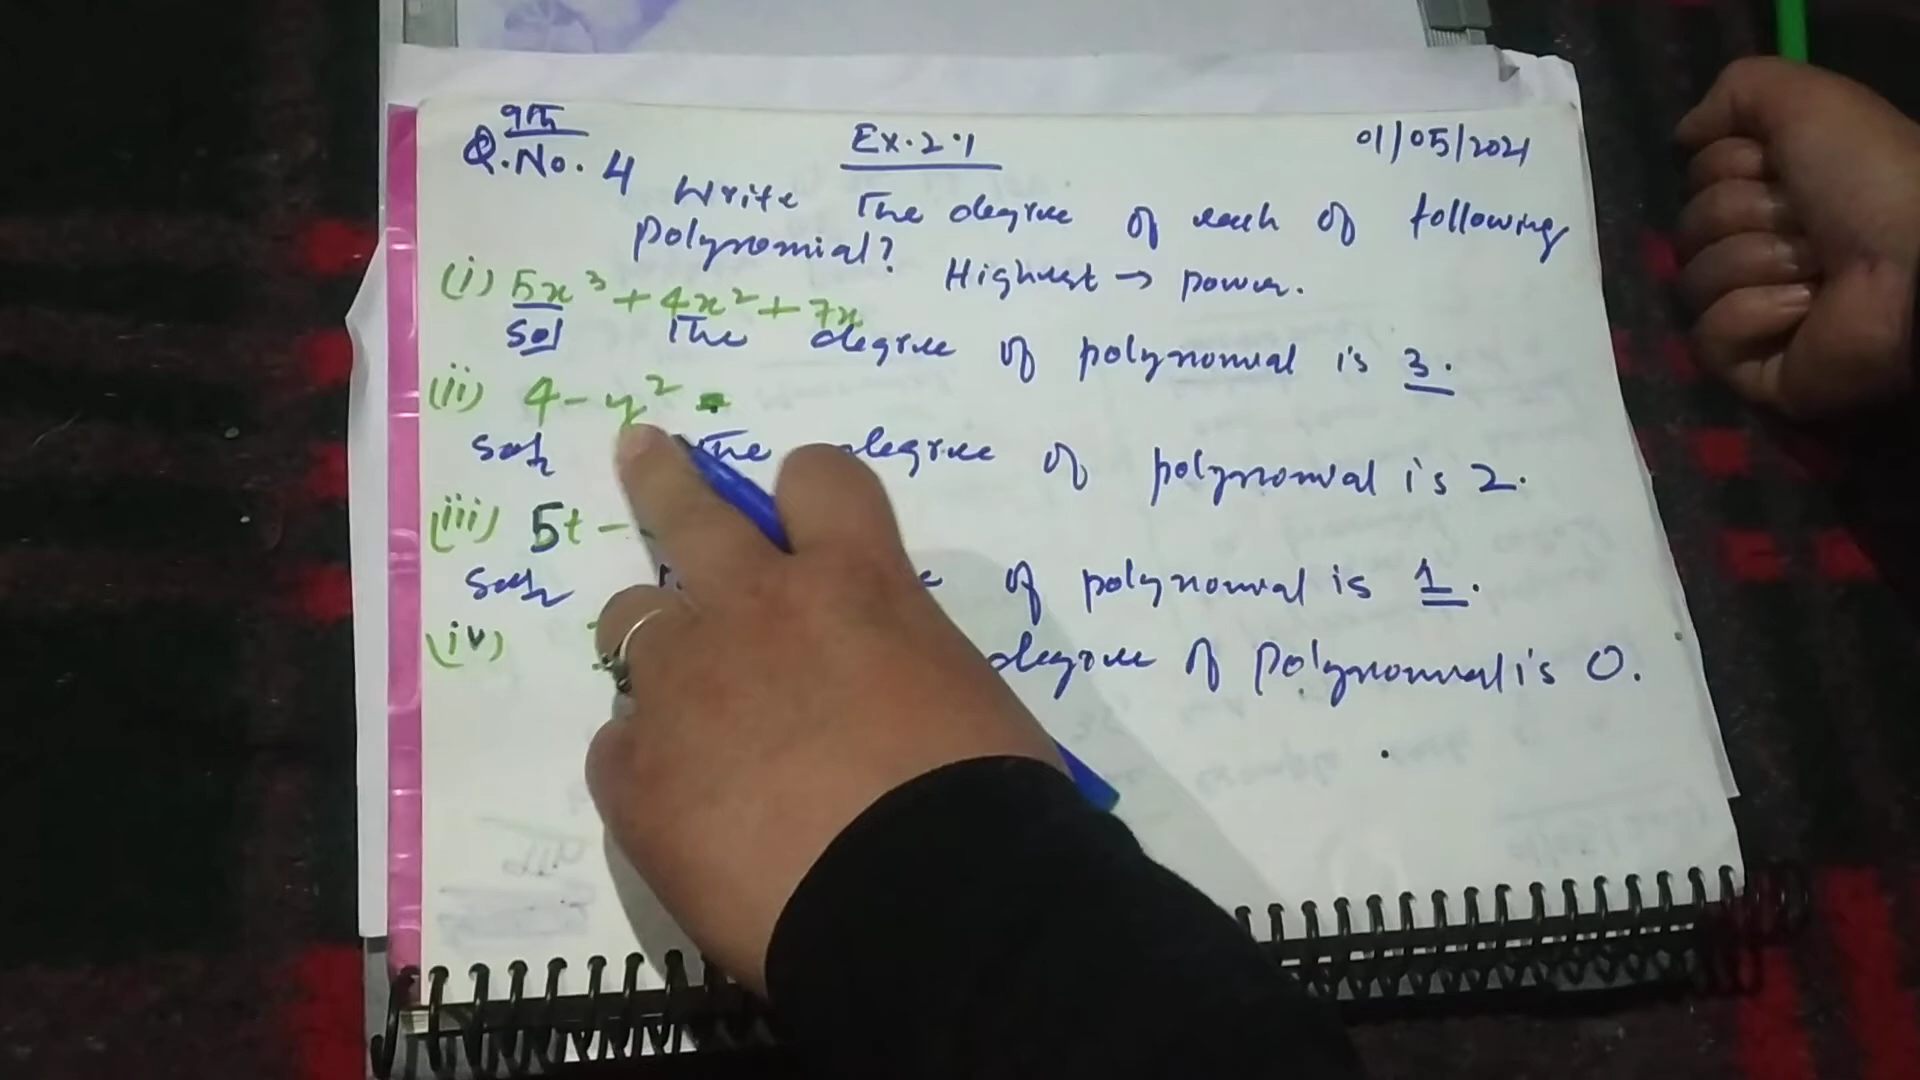 9th Ex.2.1 01/05/2021
Q.No. 4 Write The degree of each of following
polynomial? Highest → power.
(i) 5x³ + 4x² + 7x
Sol The degree of polynomial is 3.
(ii) 4 - y²
Sol The degree of polynomial is 2.
(iii) 5t -
Sol of polynomial is 1.
(iv) degree of polynomial is 0.